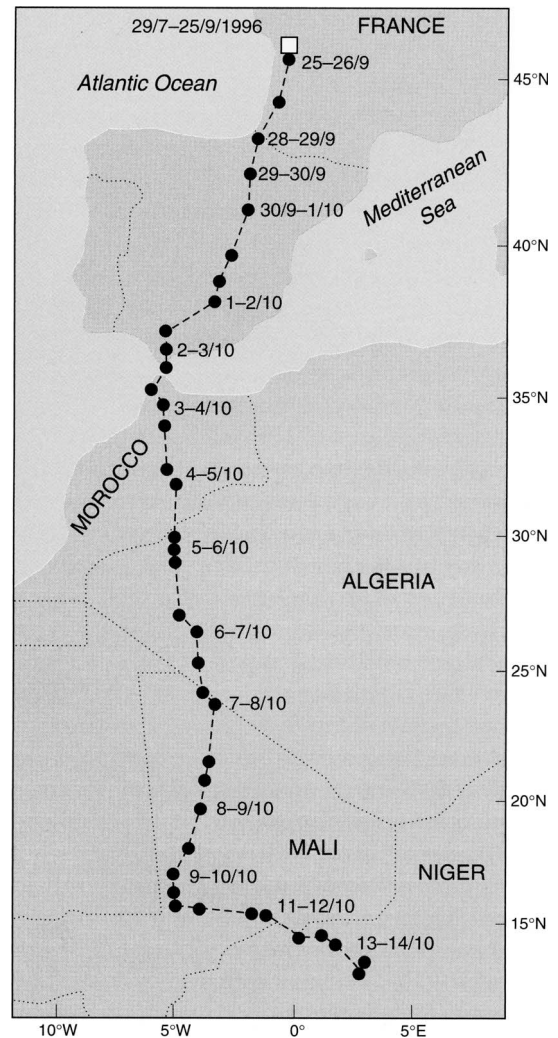 29/7–25/9/1996
FRANCE
25–26/9
45°N
Atlantic Ocean
28–29/9
29–30/9
Mediterranean
Sea
30/9–1/10
40°N
1–2/10
2–3/10
35°N
3–4/10
MOROCCO
4–5/10
30°N
5–6/10
ALGERIA
6–7/10
25°N
7–8/10
20°N
8–9/10
MALI
NIGER
9–10/10
11–12/10
15°N
13–14/10
10°W
5°W
0°
5°E